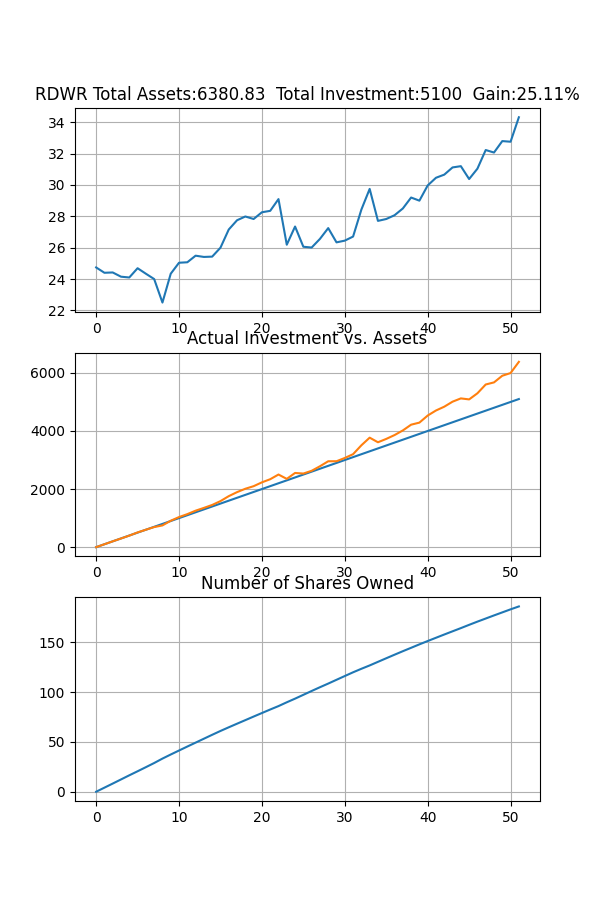 RDWR Total Assets:6380.83  Total Investment:5100  Gain:25.11%
34
32
30
28
26
24
22
0 10 20 30 40 50
Actual Investment vs. Assets
6000
4000
2000
0
0 10 20 30 40 50
Number of Shares Owned
150
100
50
0
0 10 20 30 40 50